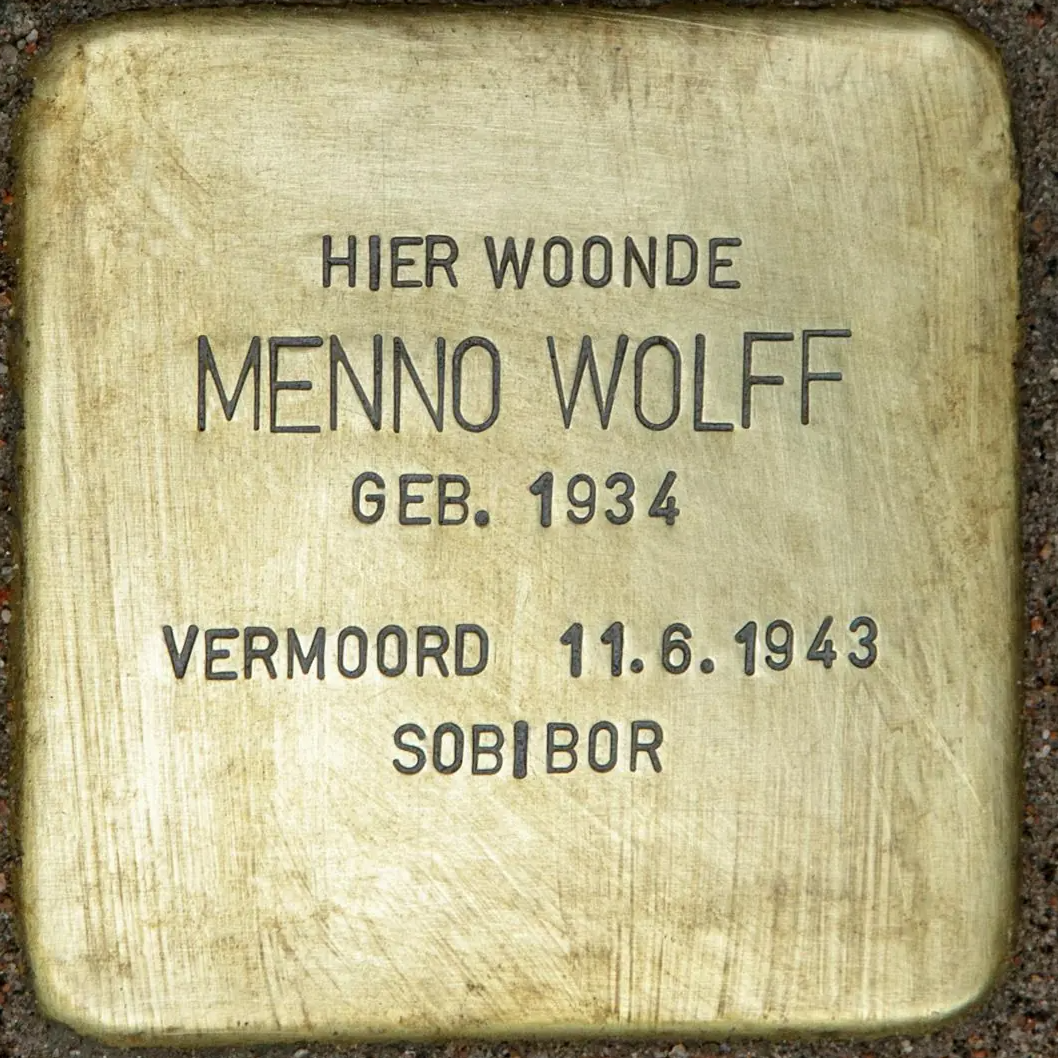 HIER WOONDE
MENNO WOLFF
GEB. 1934
VERMOORD 11.6.1943
SOBIBOR